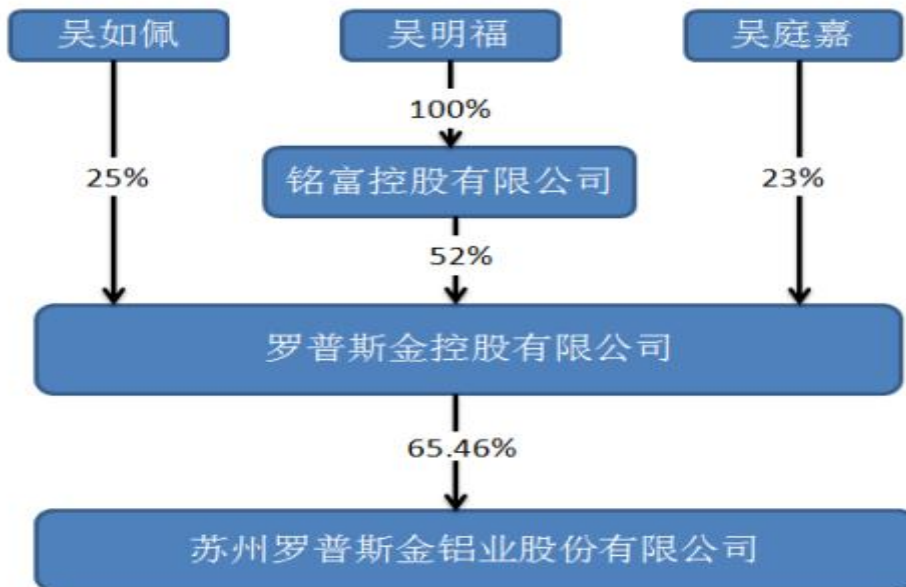 吴如佩
吴明福
吴庭嘉
100%
25%
铭富控股有限公司
23%
52%
罗普斯金控股有限公司
65.46%
苏州罗普斯金铝业股份有限公司